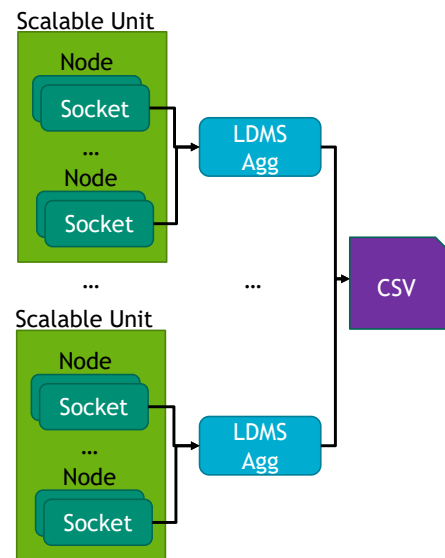 Scalable Unit
Node
Socket
...
Node
Socket
LDMS
Agg
...
...
CSV
Scalable Unit
Node
Socket
...
Node
Socket
LDMS
Agg